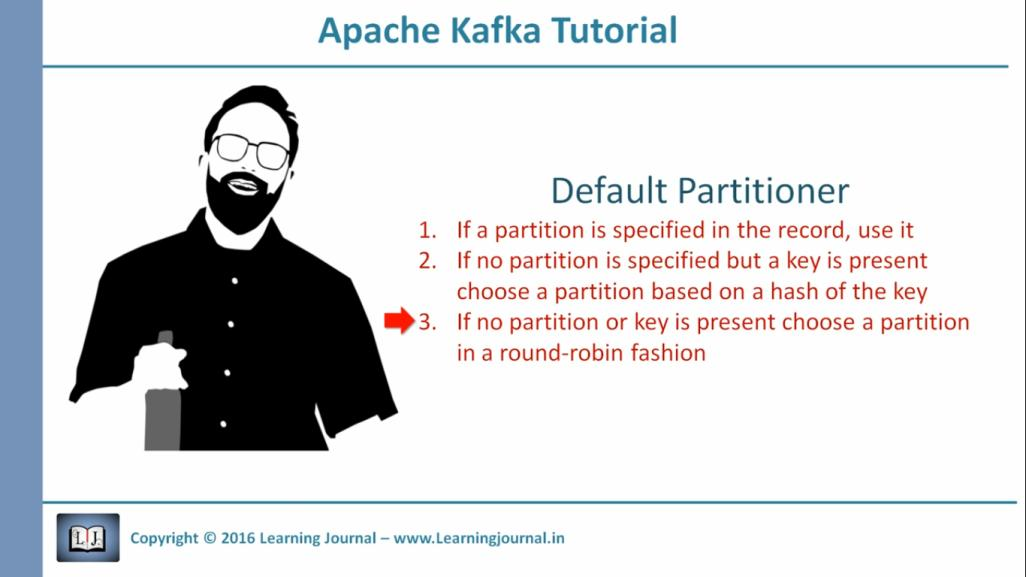 Apache Kafka Tutorial
Default Partitioner
1. If a partition is specified in the record, use it
2. If no partition is specified but a key is present
choose a partition based on a hash of the key
3. If no partition or key is present choose a partition
in a round-robin fashion
L J
Copyright © 2016 Learning Journal – www.Learningjournal.in